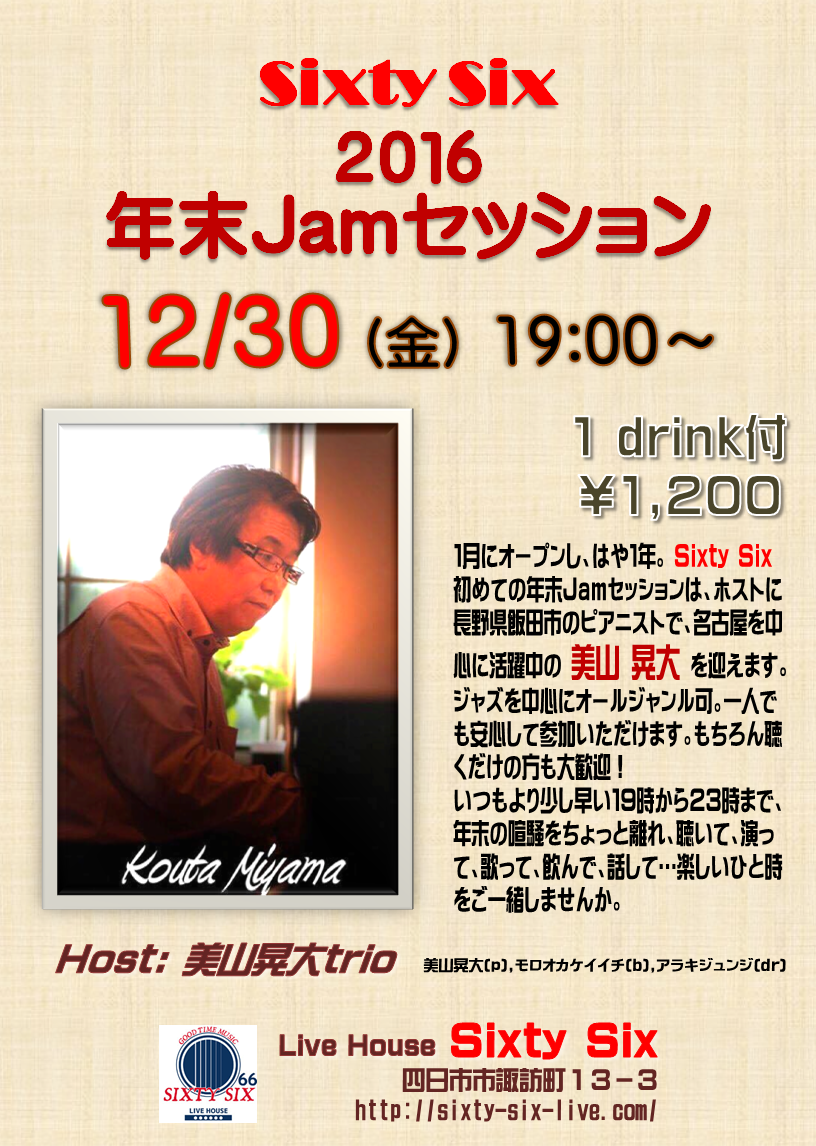 Sixty Six
2016
年末Jamセッション
12/30（金）19:00～
1 drink付
¥1,200
1月にオープンし、はや1年。Sixty Six
初めての年末Jamセッションは、ホストに
長野県飯田市のピアニストで、名古屋を中
心に活躍中の 美山 晃大 を迎えます。
ジャズを中心にオールジャンル可。一人で
も安心して参加いただけます。もちろん聴
くだけの方も大歓迎！
いつもより少し早い19時から23時まで、
年末の喧騒をちょっと離れ、聴いて、演っ
て、歌って、飲んで、話して…楽しいひと時
をご一緒しませんか。
Kouta Miyama
Host: 美山晃大trio
美山晃大(p),モロオカケイイチ(b),アラキジュンジ(dr)
GOOD TIME MUSIC
66
SIXTY SIX
LIVE HOUSE
Live House Sixty Six
四日市市諏訪町１３－３
http://sixty-six-live.com/